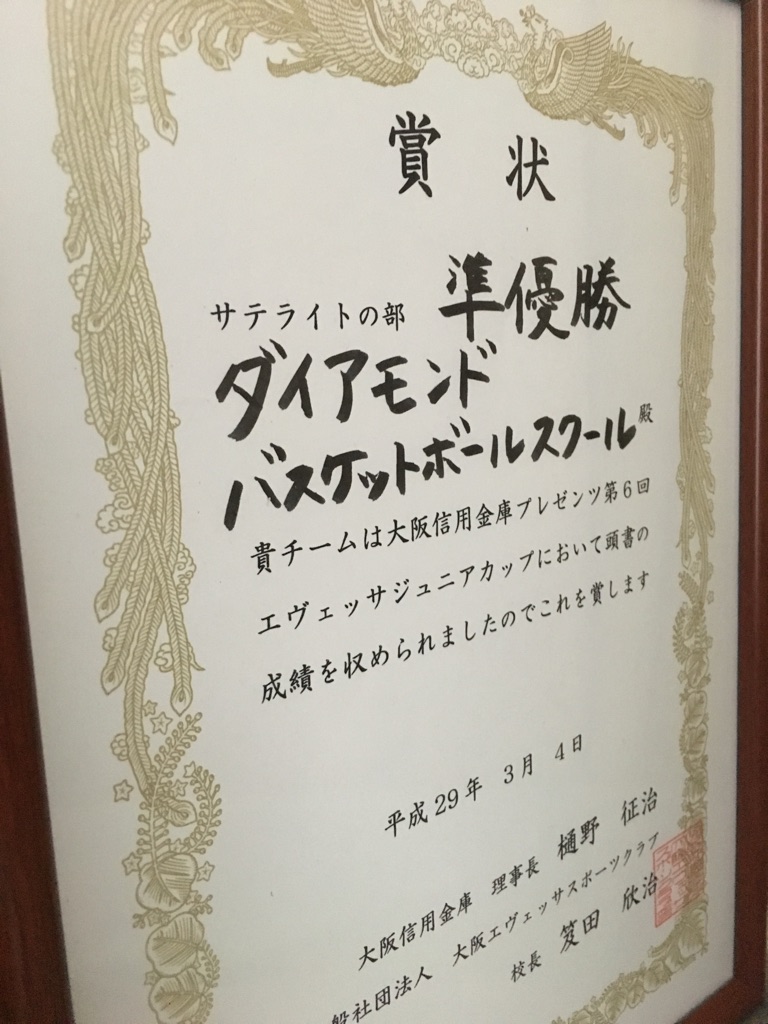 賞状
サテライトの部 準優勝
ダイアモンド
バスケットボールスクール殿
貴チームは大阪信用金庫プレゼンツ第6回
エヴェッサジュニアカップにおいて頭書の
成績を収められましたのでこれを賞します
平成29年 3月 4日
大阪信用金庫 理事長 樋野 征治
般社団法人 大阪エヴェッサスポーツクラブ
校長 笈田 欣治